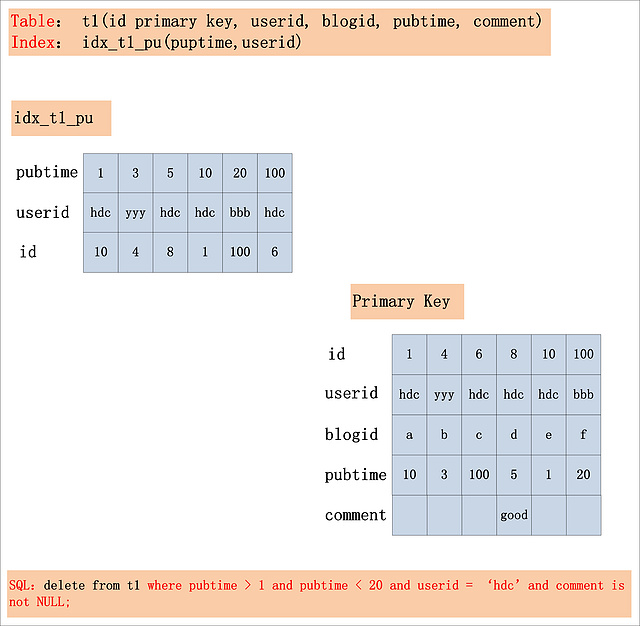 Table: t1(id primary key, userid, blogid, pubtime, comment)
Index: idx_t1_pu(puptime,userid)
idx_t1_pu
pubtime 1 3 5 10 20 100
userid hdc yyy hdc hdc bbb hdc
id 10 4 8 1 100 6
Primary Key
id 1 4 6 8 10 100
userid hdc yyy hdc hdc hdc bbb
blogid a b c d e f
pubtime 10 3 100 5 1 20
comment good
SQL: delete from t1 where pubtime > 1 and pubtime < 20 and userid = ‘hdc’ and comment is
not NULL;